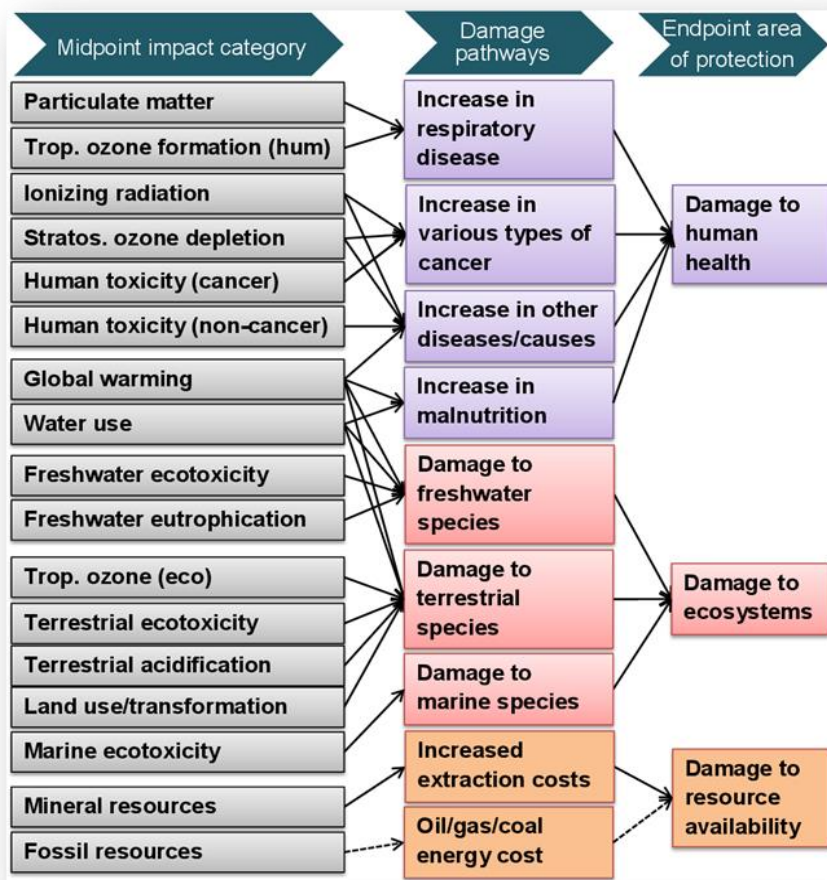 Midpoint impact category
Damage
pathways
Endpoint area
of protection
Particulate matter
Trop. ozone formation (hum)
Ionizing radiation
Stratos. ozone depletion
Human toxicity (cancer)
Human toxicity (non-cancer)
Global warming
Water use
Freshwater ecotoxicity
Freshwater eutrophication
Trop. ozone (eco)
Terrestrial ecotoxicity
Terrestrial acidification
Land use/transformation
Marine ecotoxicity
Mineral resources
Fossil resources
Increase in
respiratory
disease
Increase in
various types of
cancer
Increase in other
diseases/causes
Increase in
malnutrition
Damage to
freshwater
species
Damage to
terrestrial
species
Damage to
marine species
Increased
extraction costs
Oil/gas/coal
energy cost
Damage to
human
health
Damage to
ecosystems
Damage to
resource
availability